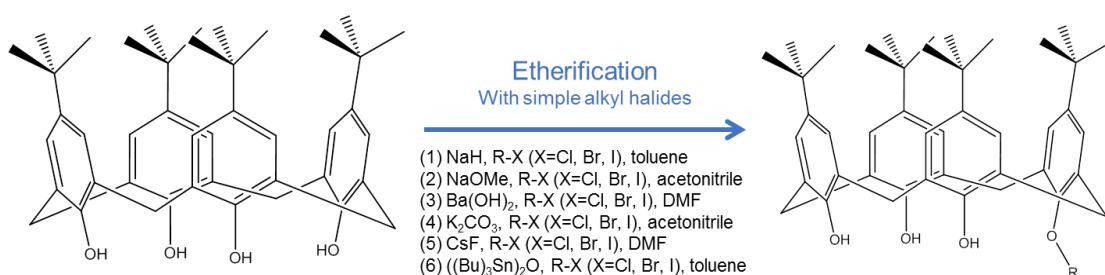 Etherification
With simple alkyl halides
(1) NaH, R-X (X=Cl, Br, I), toluene
(2) NaOMe, R-X (X=Cl, Br, I), acetonitrile
(3) Ba(OH)₂, R-X (X=Cl, Br, I), DMF
(4) K₂CO₃, R-X (X=Cl, Br, I), acetonitrile
(5) CsF, R-X (X=Cl, Br, I), DMF
(6) ((Bu)₃Sn)₂O, R-X (X=Cl, Br, I), toluene
OH OH OH HO
OH OH OH O
R